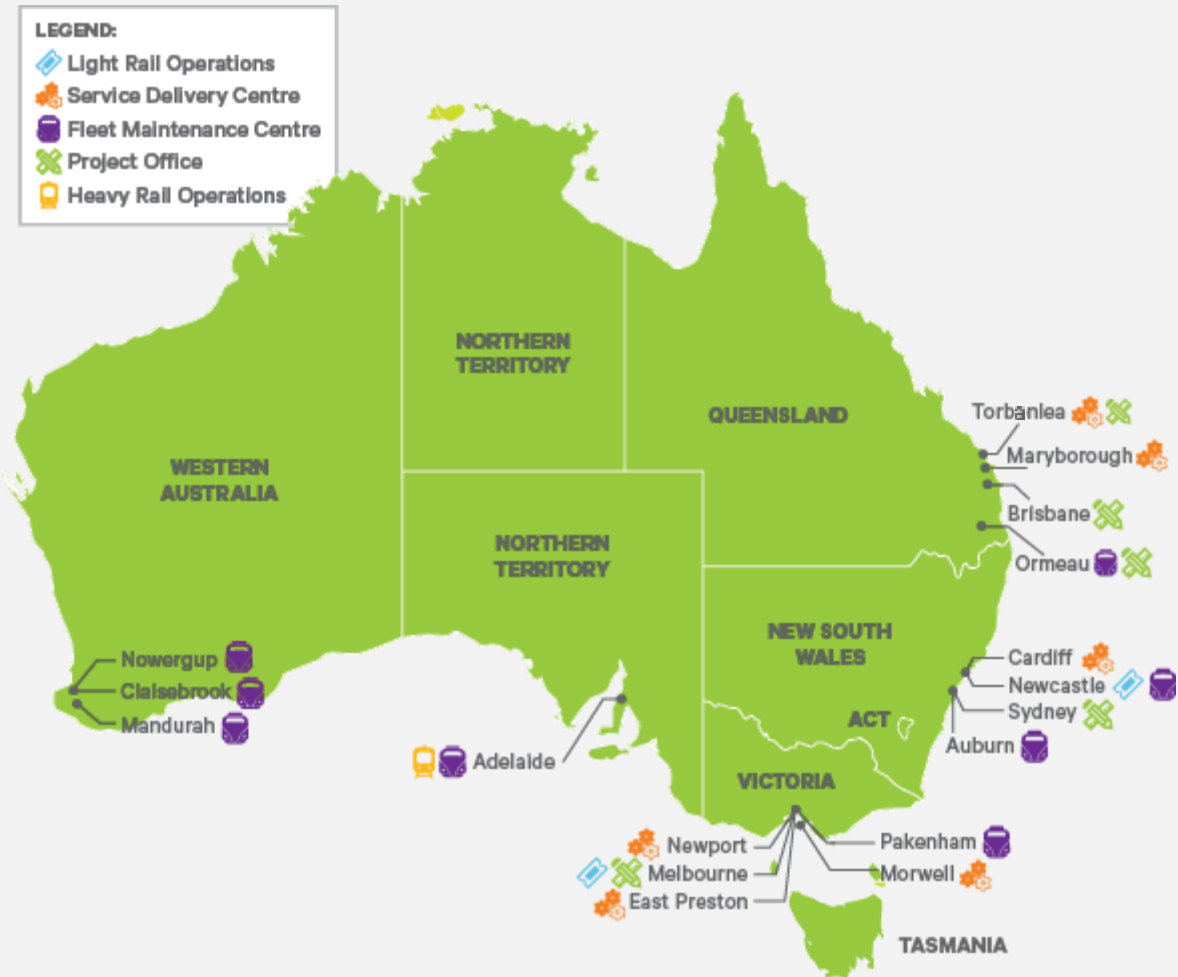 LEGEND:
Light Rail Operations
Service Delivery Centre
Fleet Maintenance Centre
Project Office
Heavy Rail Operations
NORTHERN
TERRITORY
QUEENSLAND
Torbanlea
Maryborough
WESTERN
AUSTRALIA
Brisbane
NORTHERN
TERRITORY
Ormeau
NEW SOUTH
WALES
Nowergup
Cardiff
Claisebrook
Newcastle
Sydney
Mandurah
ACT
Auburn
Adelaide
VICTORIA
Newport
Pakenham
Melbourne
Morwell
East Preston
TASMANIA